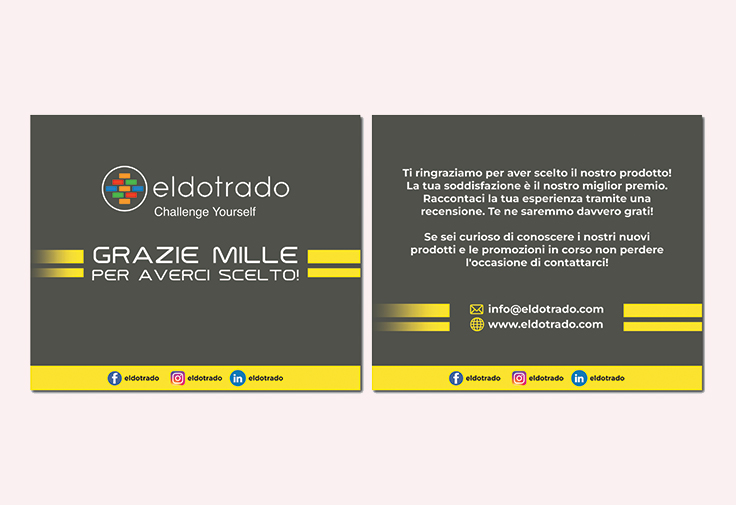 eldotrado
Challenge Yourself
GRAZIE MILLE
PER AVERCI SCELTO!
eldotrado eldotrado eldotrado
Ti ringraziamo per aver scelto il nostro prodotto!
La tua soddisfazione è il nostro miglior premio.
Raccontaci la tua esperienza tramite una
recensione. Te ne saremmo davvero grati!
Se sei curioso di conoscere i nostri nuovi
prodotti e le promozioni in corso non perdere
l'occasione di contattarci!
info@eldotrado.com
www.eldotrado.com
eldotrado eldotrado eldotrado